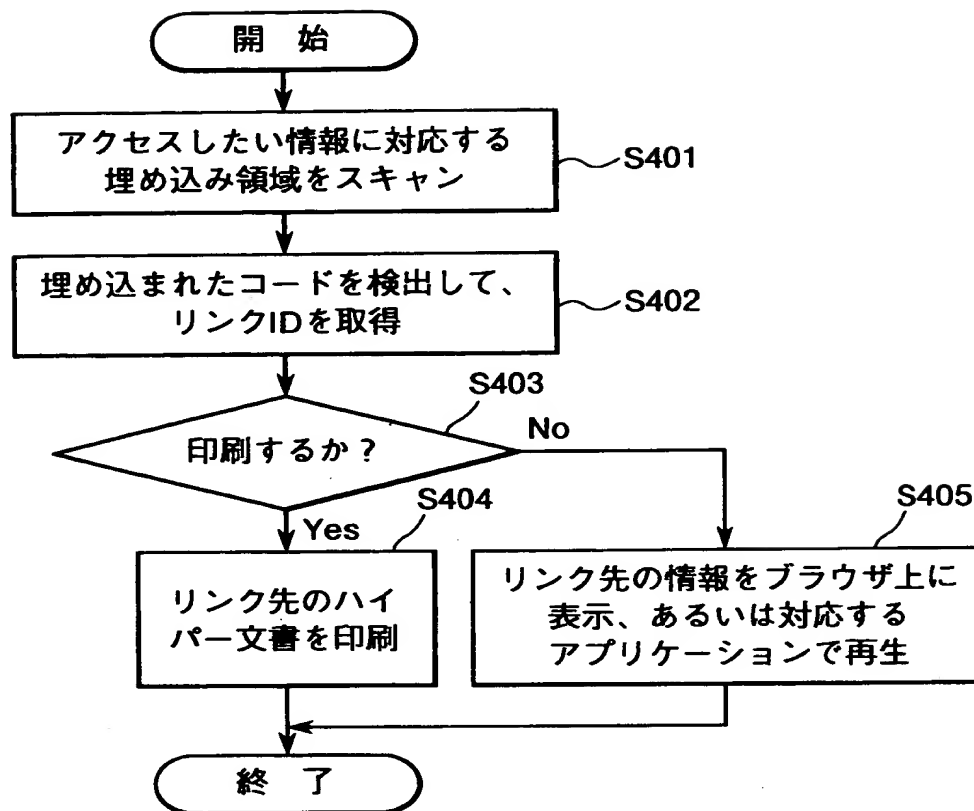 開 始
アクセスしたい情報に対応する
埋め込み領域をスキャン
S401
埋め込まれたコードを検出して、
リンクIDを取得
S402
S403
印刷するか？
No
Yes
S404
リンク先のハイ
パー文書を印刷
S405
リンク先の情報をブラウザ上に
表示、あるいは対応する
アプリケーションで再生
終 了